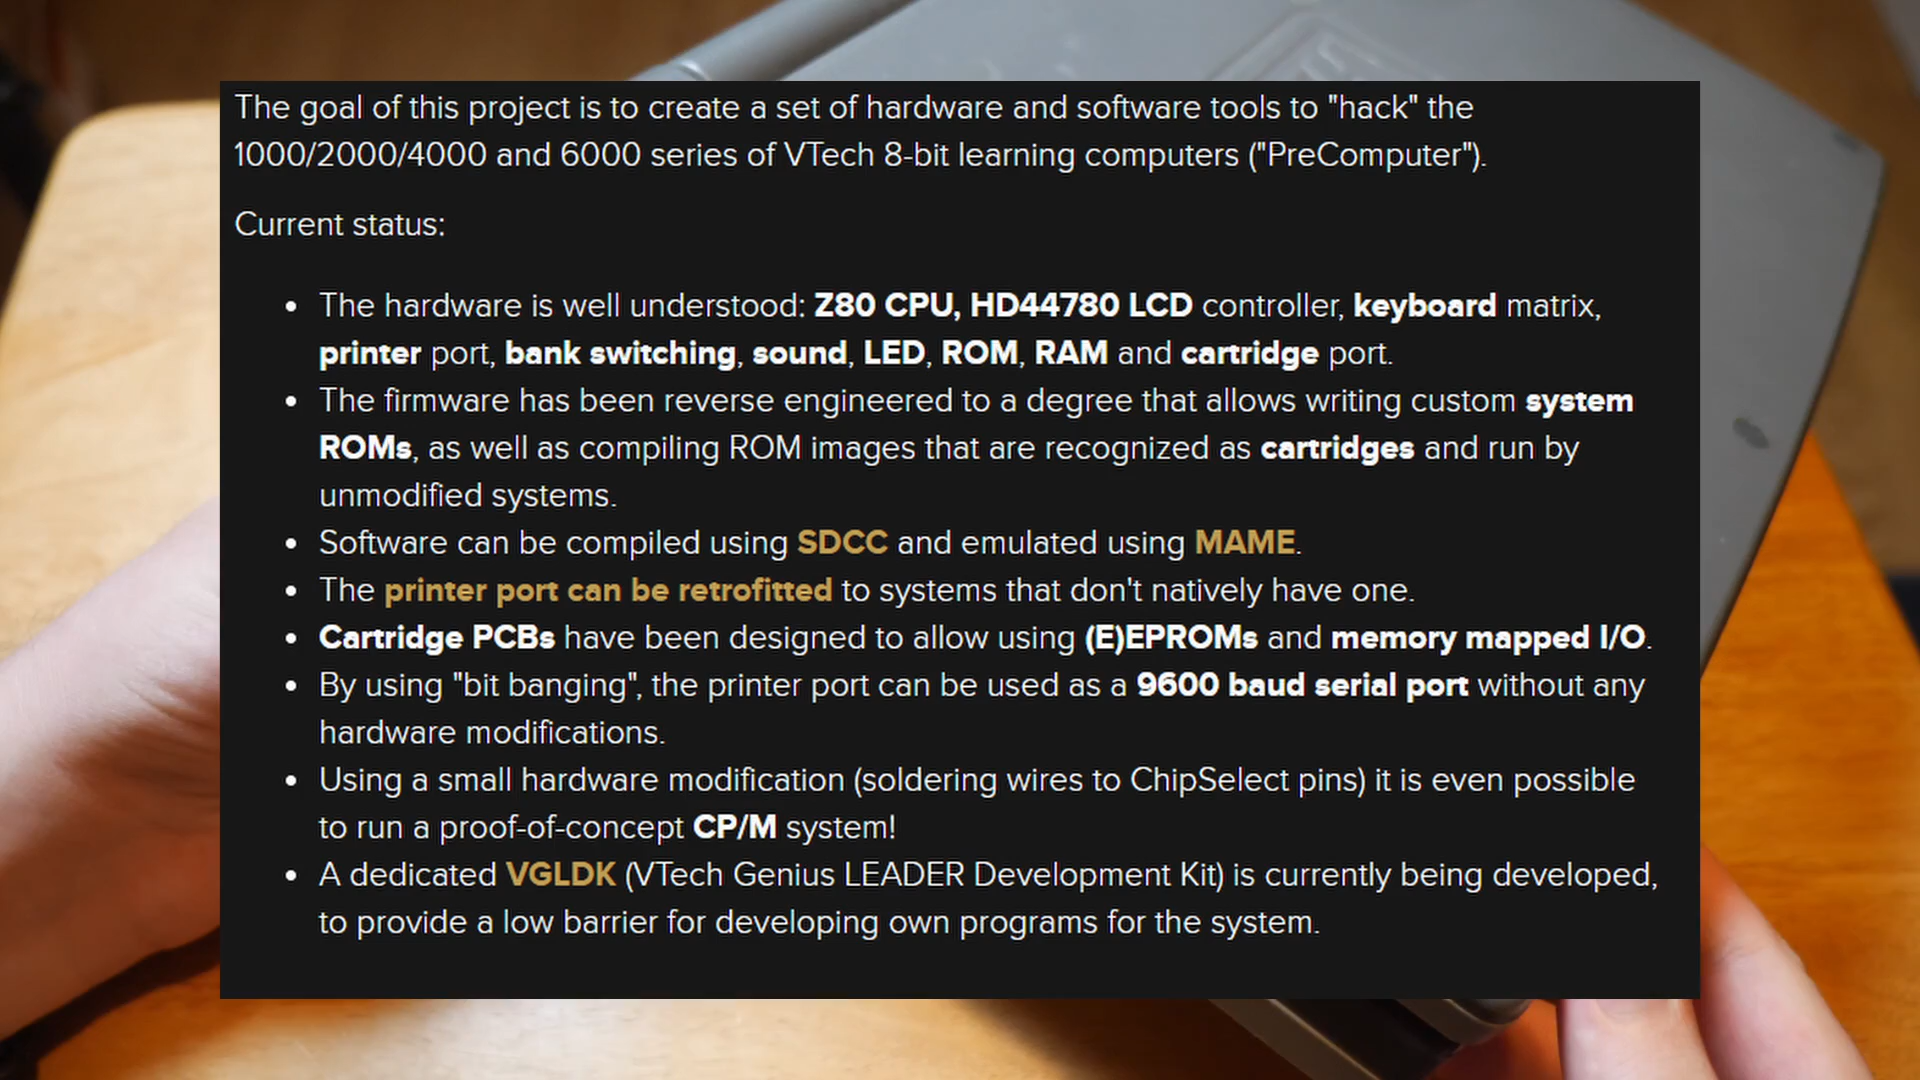 The goal of this project is to create a set of hardware and software tools to "hack" the
1000/2000/4000 and 6000 series of VTech 8-bit learning computers ("PreComputer").
Current status:
• The hardware is well understood: Z80 CPU, HD44780 LCD controller, keyboard matrix,
printer port, bank switching, sound, LED, ROM, RAM and cartridge port.
• The firmware has been reverse engineered to a degree that allows writing custom system
ROMs, as well as compiling ROM images that are recognized as cartridges and run by
unmodified systems.
• Software can be compiled using SDCC and emulated using MAME.
• The printer port can be retrofitted to systems that don't natively have one.
• Cartridge PCBs have been designed to allow using (E)EPROMs and memory mapped I/O.
• By using "bit banging", the printer port can be used as a 9600 baud serial port without any
hardware modifications.
• Using a small hardware modification (soldering wires to ChipSelect pins) it is even possible
to run a proof-of-concept CP/M system!
• A dedicated VGLDK (VTech Genius LEADER Development Kit) is currently being developed,
to provide a low barrier for developing own programs for the system.